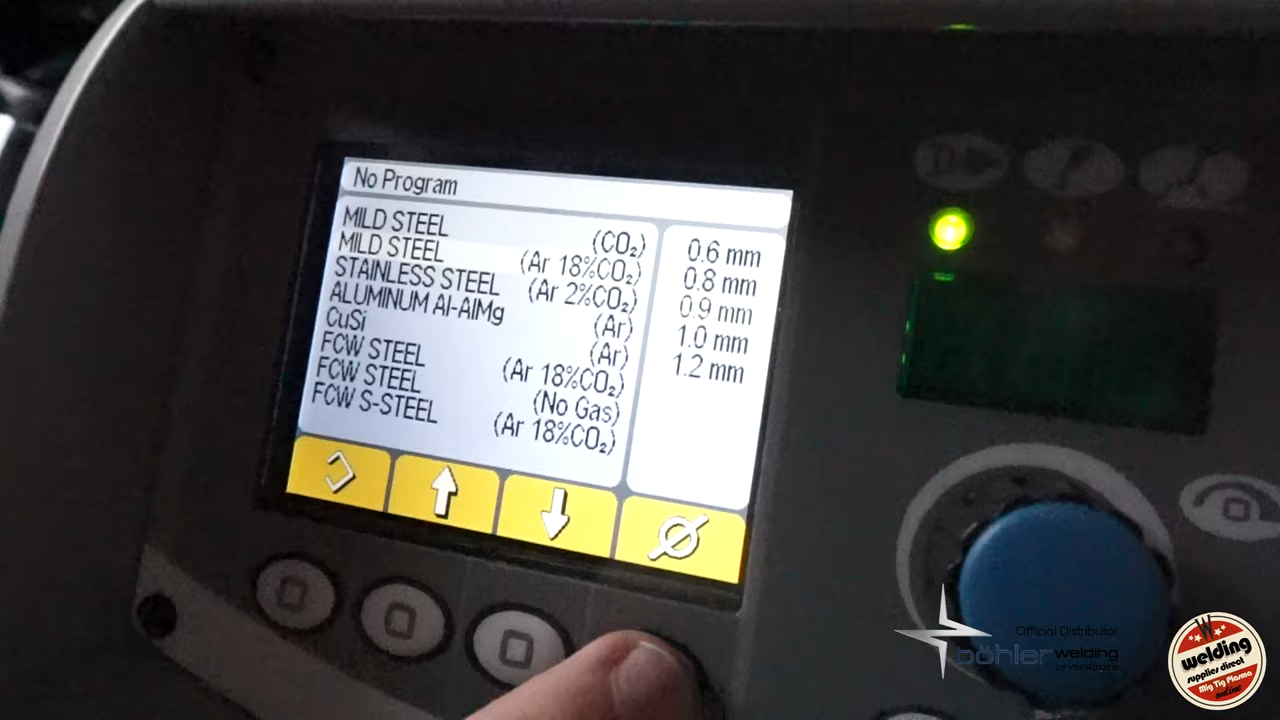 No Program
MILD STEEL (CO₂)
MILD STEEL (Ar 18%CO₂)
STAINLESS STEEL (Ar 2%CO₂)
ALUMINUM Al-AlMg (Ar)
CuSi (Ar)
FCW STEEL (Ar 18%CO₂)
FCW STEEL (No Gas)
FCW S-STEEL (Ar 18%CO₂)
0.6 mm
0.8 mm
0.9 mm
1.0 mm
1.2 mm
Official Distributor
böhler welding
by voestalpine
W
welding
supplies direct
Mig Tig Plasma
online